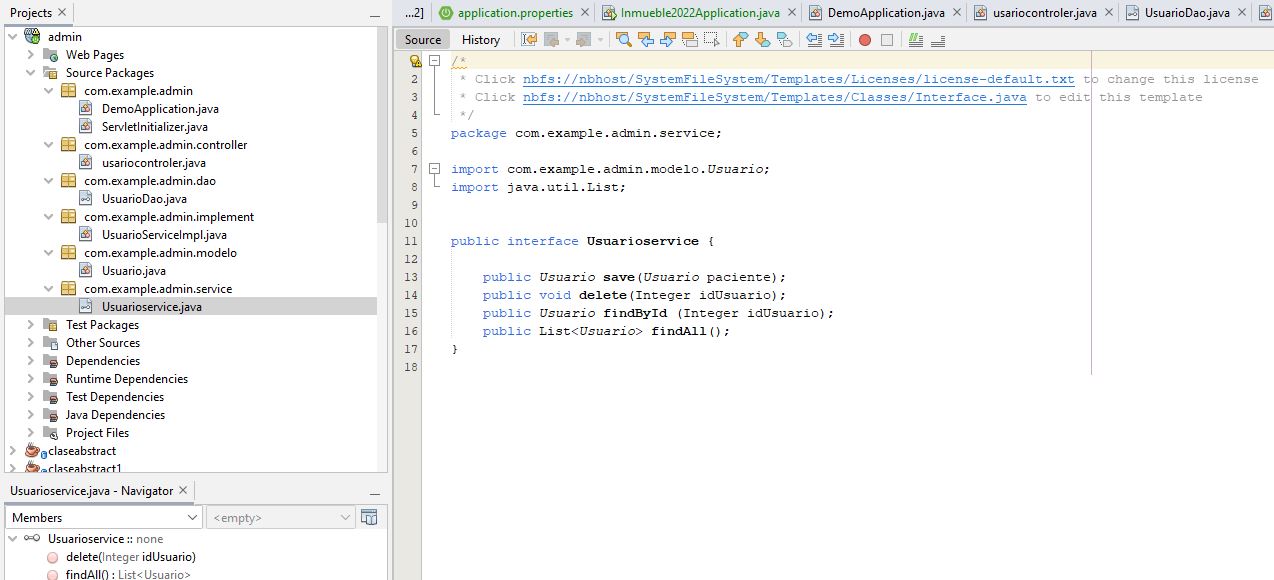 Projects
admin
Web Pages
Source Packages
com.example.admin
DemoApplication.java
ServletInitializer.java
com.example.admin.controller
usariocontroler.java
com.example.admin.dao
UsuarioDao.java
com.example.admin.implement
UsuarioServiceImpl.java
com.example.admin.modelo
Usuario.java
com.example.admin.service
Usuarioservice.java
Test Packages
Other Sources
Dependencies
Runtime Dependencies
Test Dependencies
Java Dependencies
Project Files
claseabstract
claseabstract1
Usuarioservice.java - Navigator
Members
<empty>
Usuarioservice :: none
delete(Integer idUsuario)
findAll() : List<Usuario>
...2] application.properties Inmueble2022Application.java DemoApplication.java usariocontroler.java UsuarioDao.java
Source History
/*
2 * Click nbfs://nbhost/SystemFileSystem/Templates/Licenses/license-default.txt to change this license
3 * Click nbfs://nbhost/SystemFileSystem/Templates/Classes/Interface.java to edit this template
4 */
5 package com.example.admin.service;
6
7 import com.example.admin.modelo.Usuario;
8 import java.util.List;
9
10
11 public interface Usuarioservice {
12
13 public Usuario save(Usuario paciente);
14 public void delete(Integer idUsuario);
15 public Usuario findById (Integer idUsuario);
16 public List<Usuario> findAll();
17 }
18